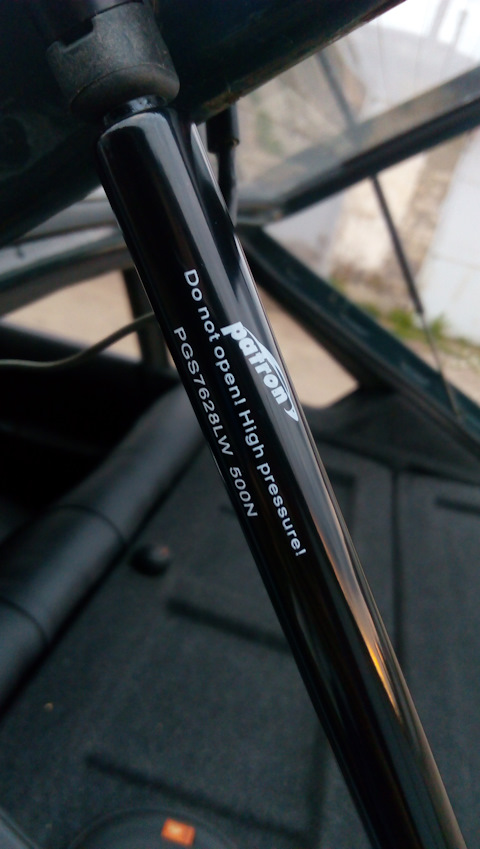 patron
Do not open! High pressure!
PGS7628LW 500N